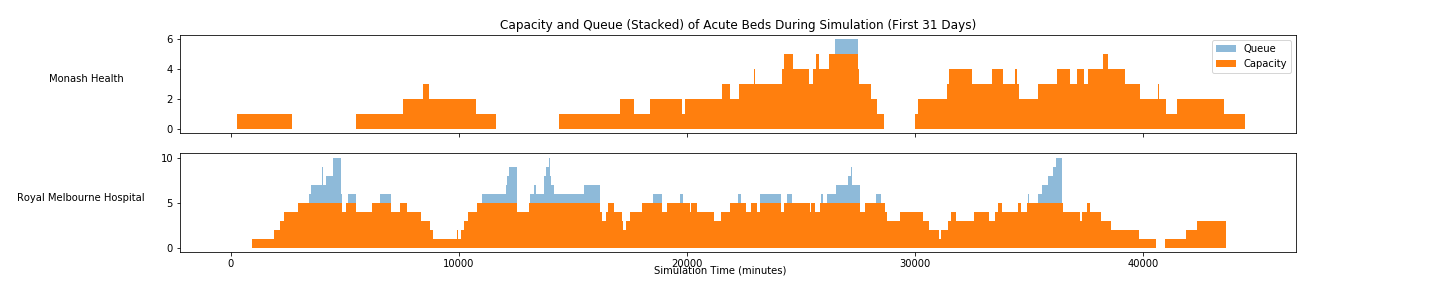 Capacity and Queue (Stacked) of Acute Beds During Simulation (First 31 Days)
Monash Health
6
4
2
0
Queue
Capacity
Royal Melbourne Hospital
10
5
0
0 10000 20000 30000 40000
Simulation Time (minutes)